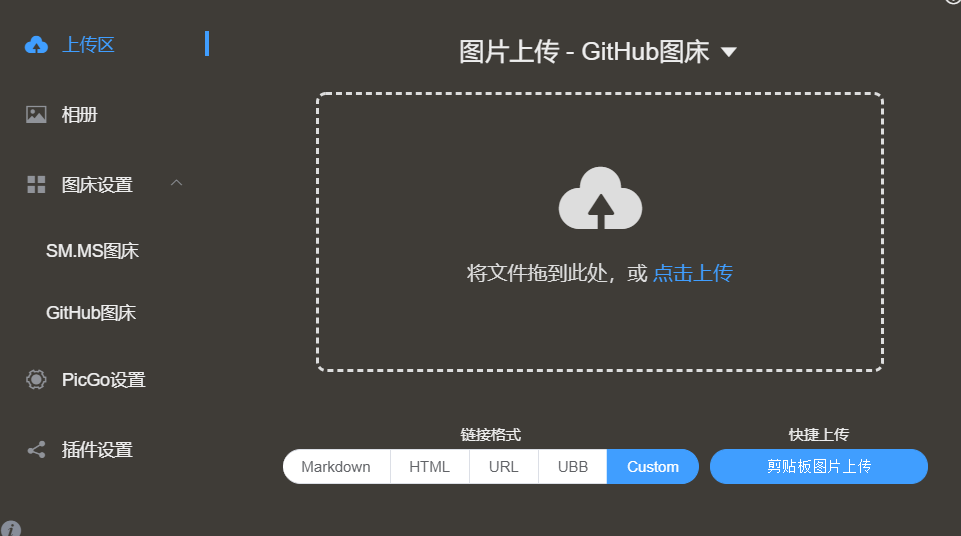 上传区
相册
图床设置
SM.MS图床
GitHub图床
PicGo设置
插件设置
图片上传 - GitHub图床
将文件拖到此处，或 点击上传
链接格式
Markdown HTML URL UBB Custom
快捷上传
剪贴板图片上传